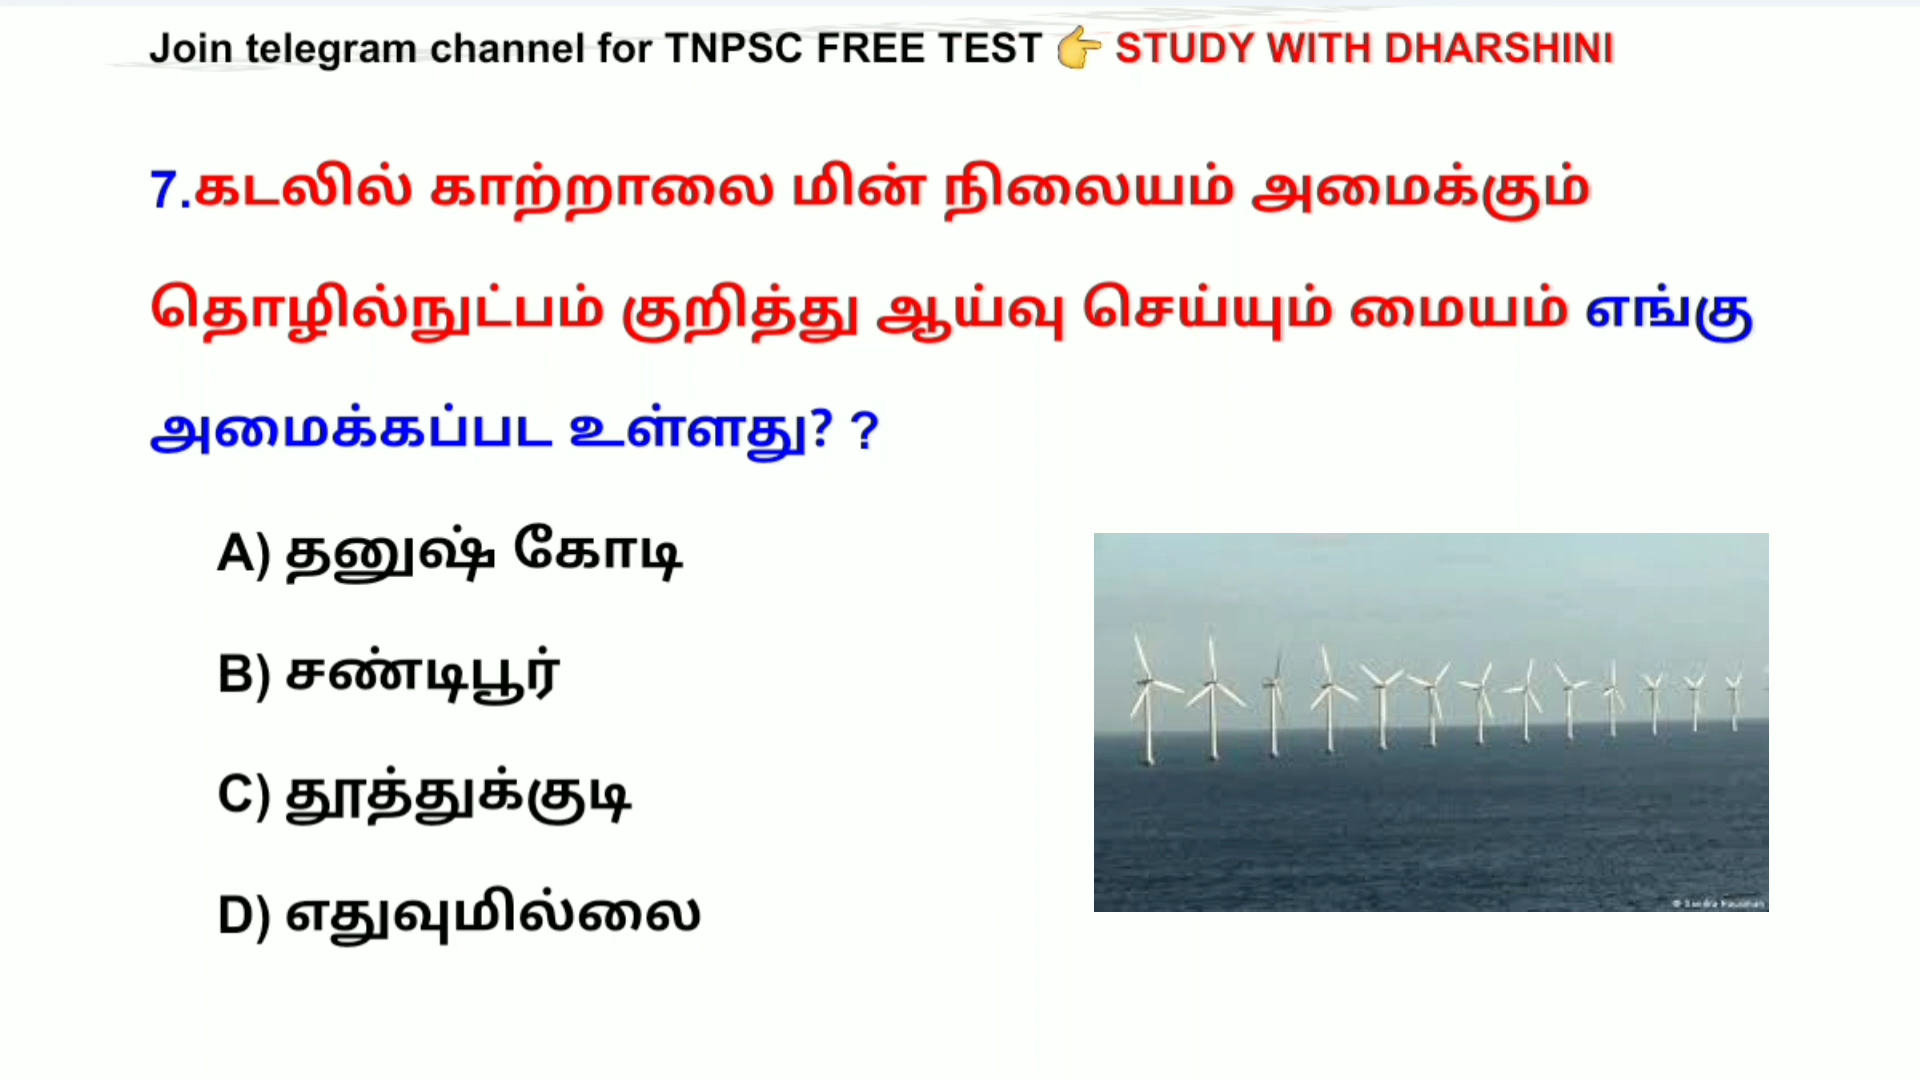 Join telegram channel for TNPSC FREE TEST 👉 STUDY WITH DHARSHINI
7.கடலில் காற்றாலை மின் நிலையம் அமைக்கும்
தொழில்நுட்பம் குறித்து ஆய்வு செய்யும் மையம் எங்கு
அமைக்கப்பட உள்ளது? ?
A) தனுஷ் கோடி
B) சண்டிபூர்
C) தூத்துக்குடி
D) எதுவுமில்லை